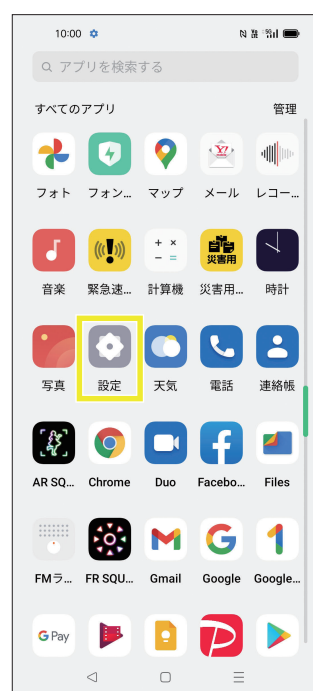 10:00
アプリを検索する
すべてのアプリ 管理
フォト フォン... マップ メール レコー...
音楽 緊急速... 計算機 災害用... 時計
写真 設定 天気 電話 連絡帳
AR SQ... Chrome Duo Facebo... Files
FMラ... FR SQU... Gmail Google Google...
G Pay